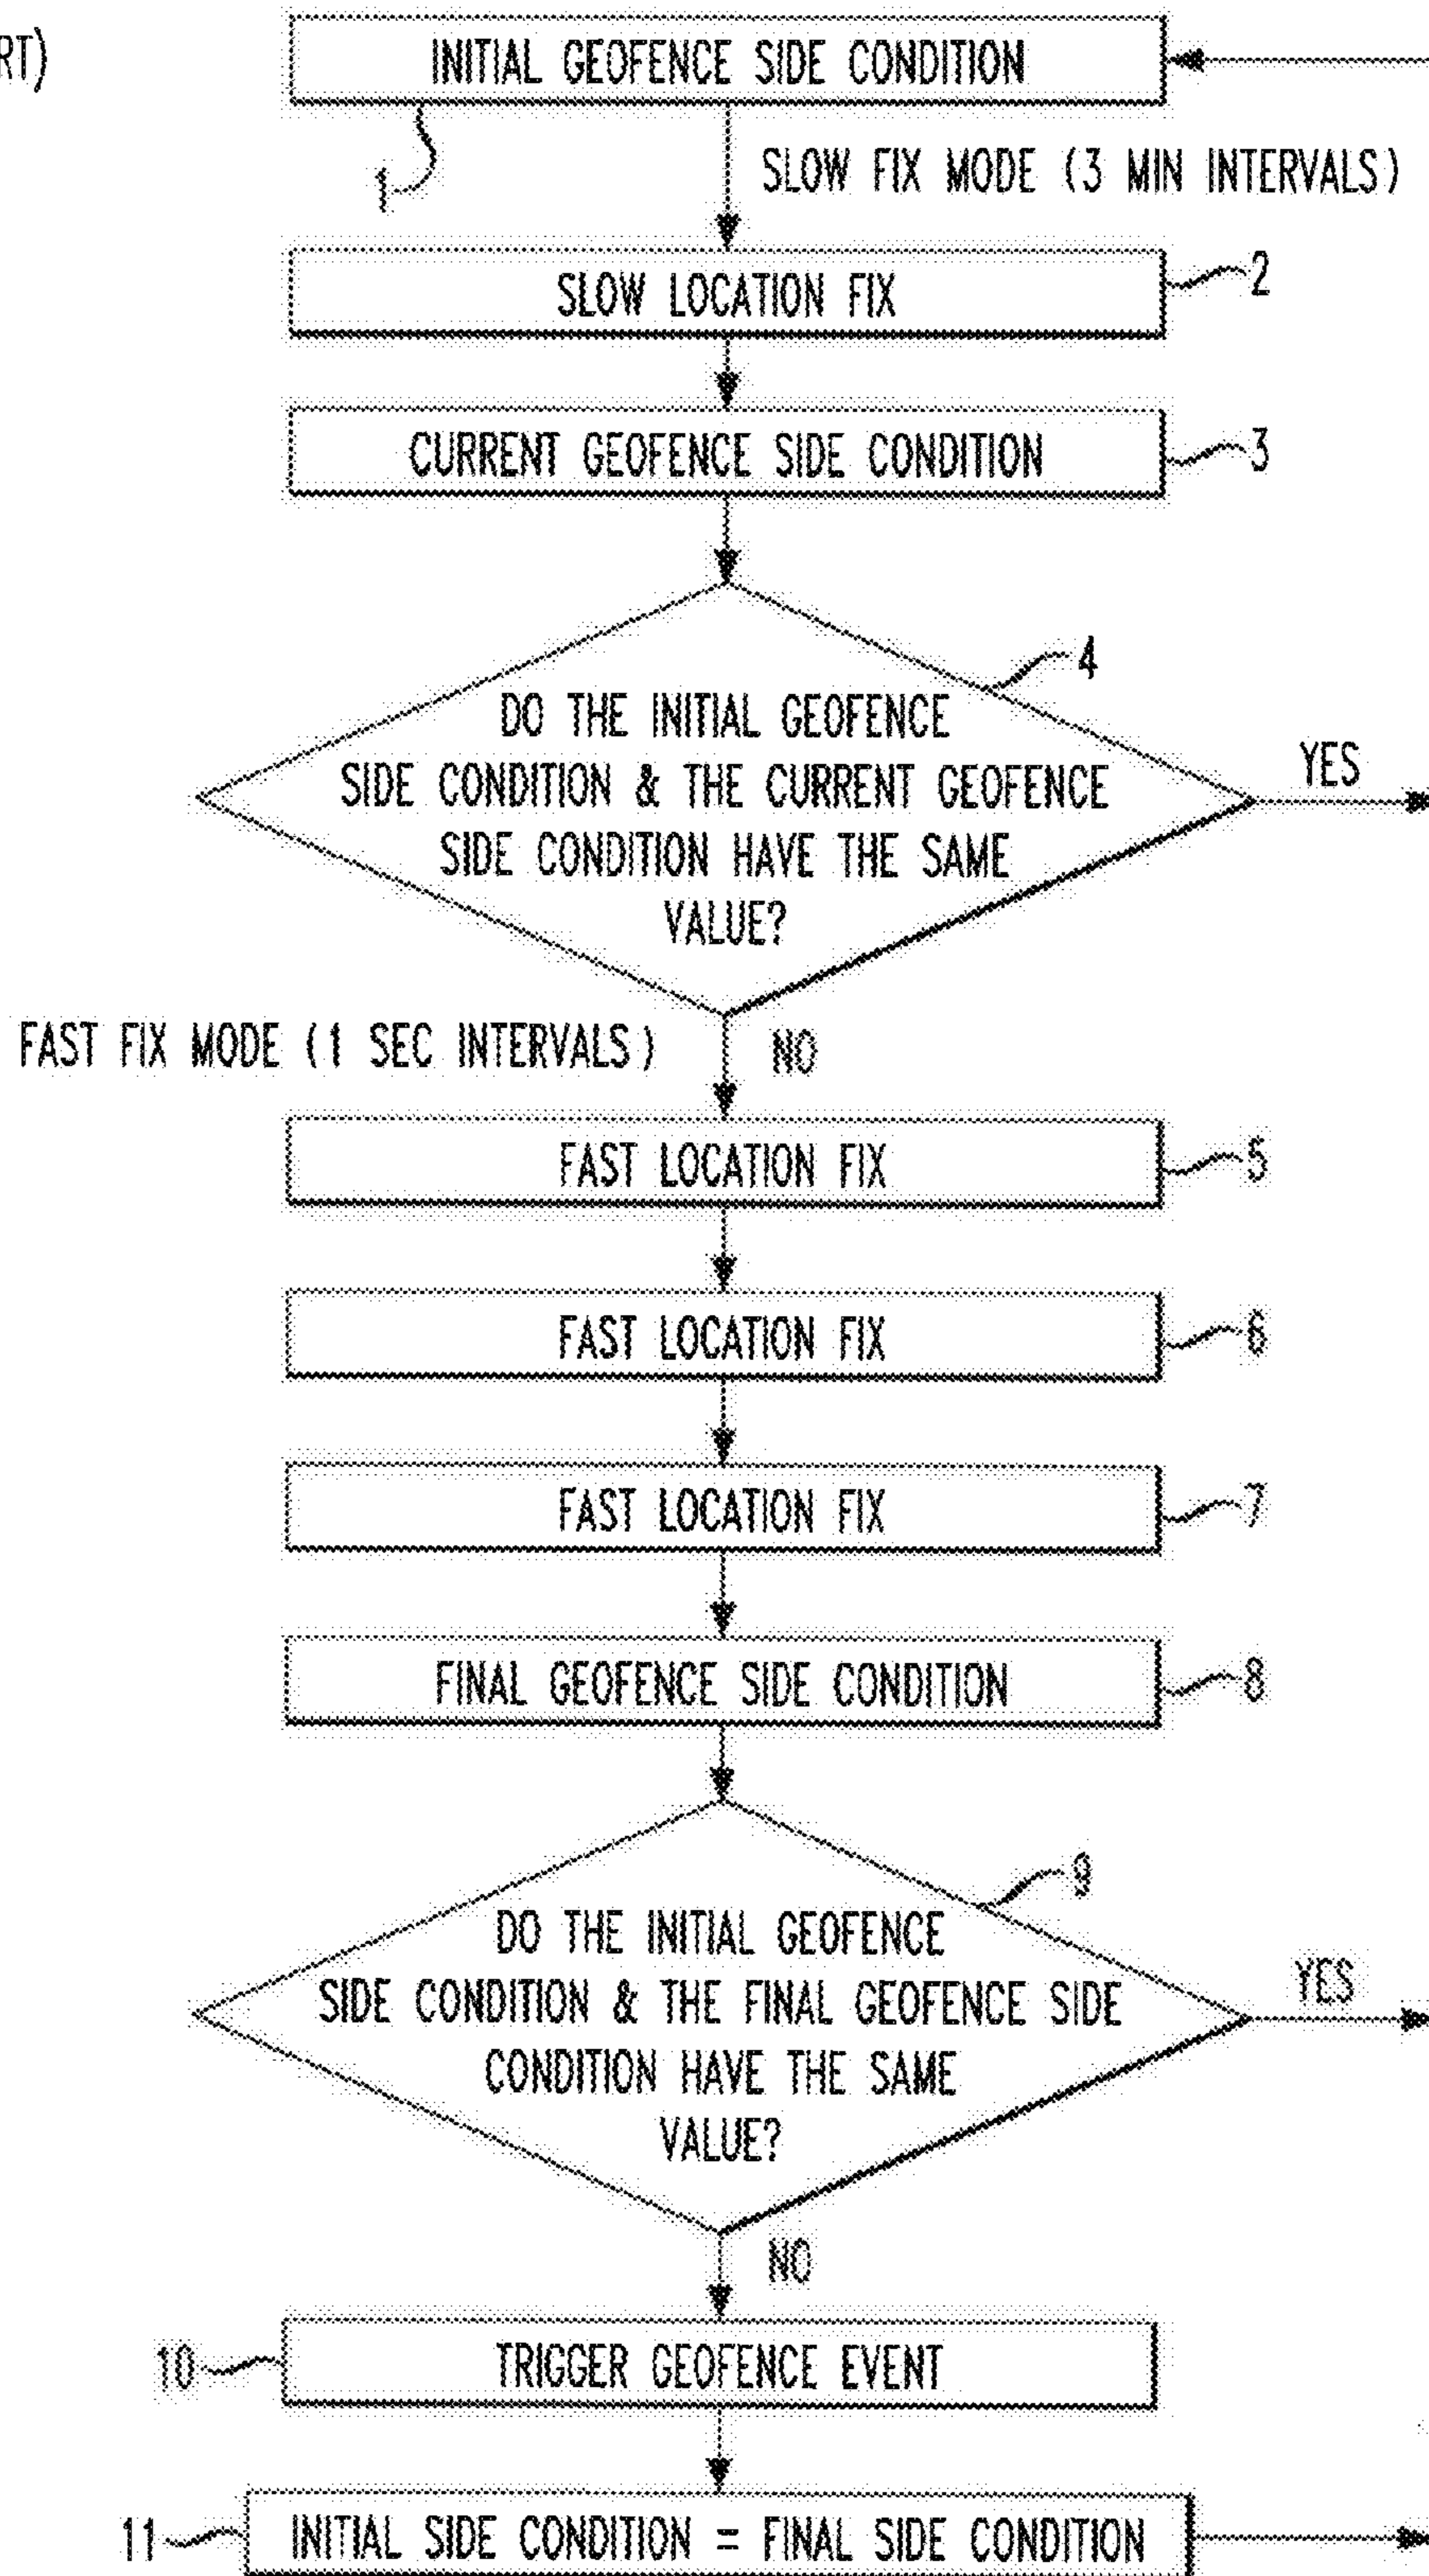 RT)
INITIAL GEOFENCE SIDE CONDITION
1
SLOW FIX MODE (3 MIN INTERVALS)
SLOW LOCATION FIX
2
CURRENT GEOFENCE SIDE CONDITION
3
4
DO THE INITIAL GEOFENCE
SIDE CONDITION & THE CURRENT GEOFENCE
SIDE CONDITION HAVE THE SAME
VALUE?
YES
FAST FIX MODE (1 SEC INTERVALS)
NO
FAST LOCATION FIX
5
FAST LOCATION FIX
6
FAST LOCATION FIX
7
FINAL GEOFENCE SIDE CONDITION
8
9
DO THE INITIAL GEOFENCE
SIDE CONDITION & THE FINAL GEOFENCE SIDE
CONDITION HAVE THE SAME
VALUE?
YES
NO
10
TRIGGER GEOFENCE EVENT
11
INITIAL SIDE CONDITION = FINAL SIDE CONDITION